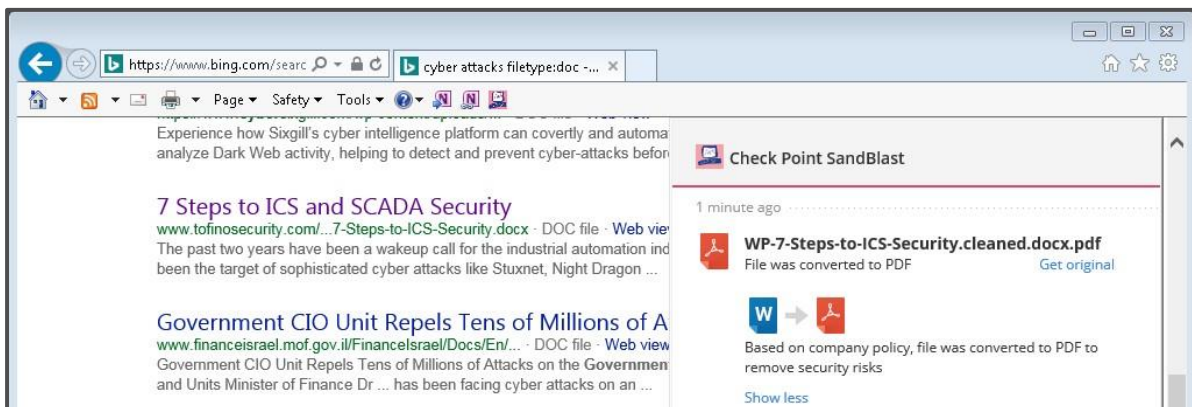 https://www.bing.com/searc
cyber attacks filetype:doc -...
Page
Safety
Tools
Experience how Sixgill's cyber intelligence platform can covertly and automa
analyze Dark Web activity, helping to detect and prevent cyber-attacks befor
7 Steps to ICS and SCADA Security
www.tofinosecurity.com/...7-Steps-to-ICS-Security.docx · DOC file · Web view
The past two years have been a wakeup call for the industrial automation ind
been the target of sophisticated cyber attacks like Stuxnet, Night Dragon ...
Government CIO Unit Repels Tens of Millions of A
www.financeisrael.mof.gov.il/FinanceIsrael/Docs/En/... · DOC file · Web view
Government CIO Unit Repels Tens of Millions of Attacks on the Governmen
and Units Minister of Finance Dr ... has been facing cyber attacks on an ...
Check Point SandBlast
1 minute ago
WP-7-Steps-to-ICS-Security.cleaned.docx.pdf
File was converted to PDF
Get original
W
Based on company policy, file was converted to PDF to
remove security risks
Show less